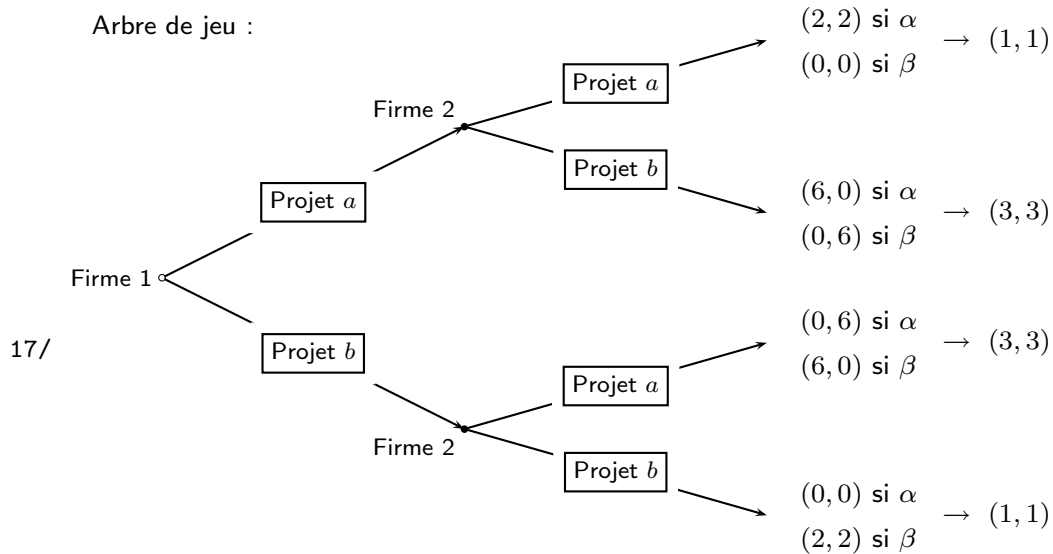 Arbre de jeu :
(2, 2) si α
(0, 0) si β
→ (1, 1)
Projet a
Firme 2
Projet b
(6, 0) si α
(0, 6) si β
→ (3, 3)
Projet a
Firme 1
17/
Projet b
(0, 6) si α
(6, 0) si β
→ (3, 3)
Projet a
Firme 2
Projet b
(0, 0) si α
(2, 2) si β
→ (1, 1)